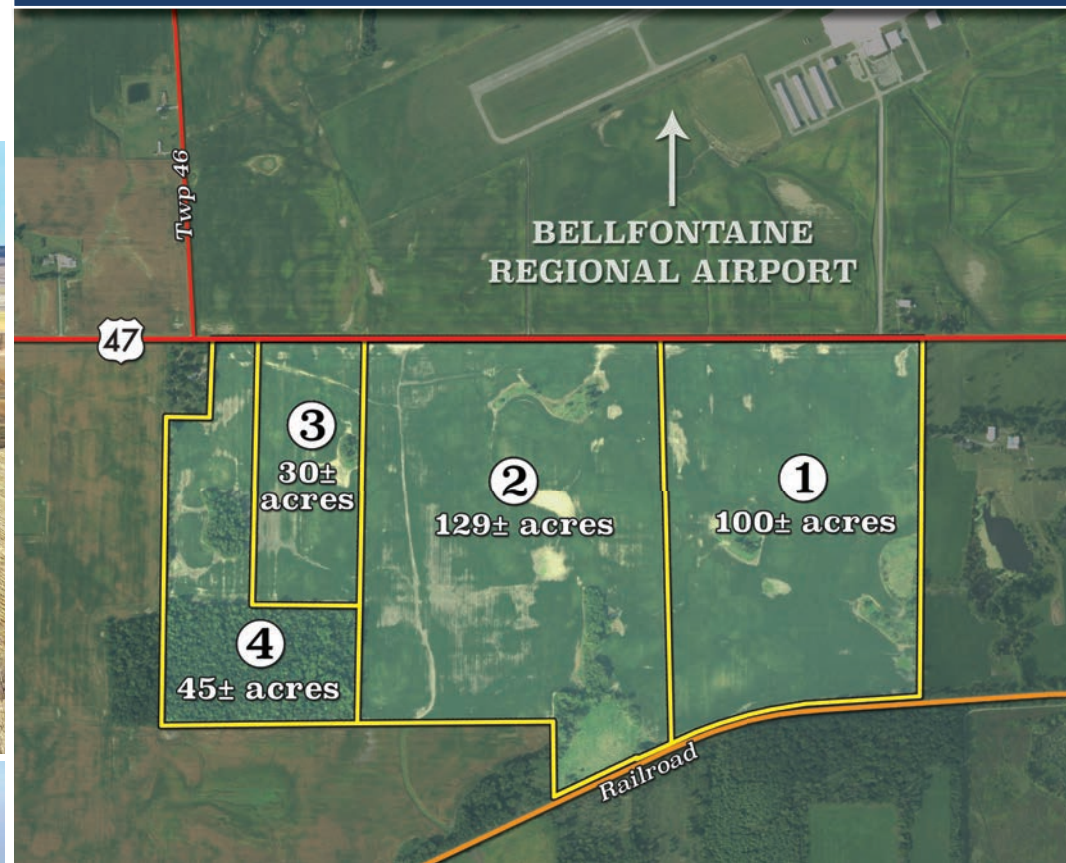 Twp 46
BELLFONTAINE
REGIONAL AIRPORT
47
3
30±
acres
2
129± acres
1
100± acres
4
45± acres
Railroad